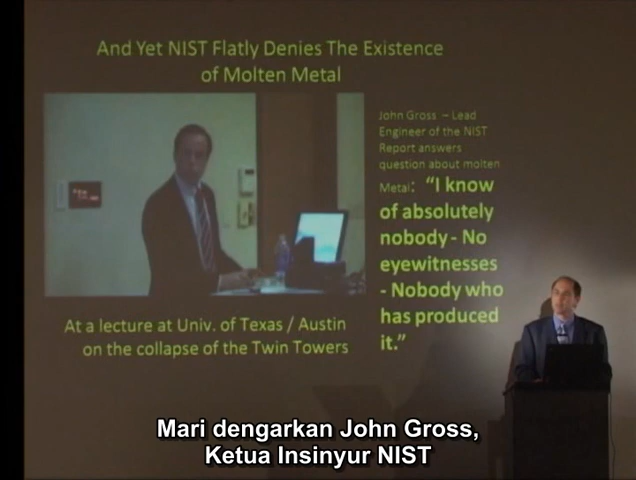 And Yet NIST Flatly Denies The Existence
of Molten Metal
John Gross – Lead
Engineer of the NIST
Report answers
question about molten
Metal: “I know
of absolutely
nobody - No
eyewitnesses
- Nobody who
has produced
it.”
At a lecture at Univ. of Texas / Austin
on the collapse of the Twin Towers
Mari dengarkan John Gross,
Ketua Insinyur NIST